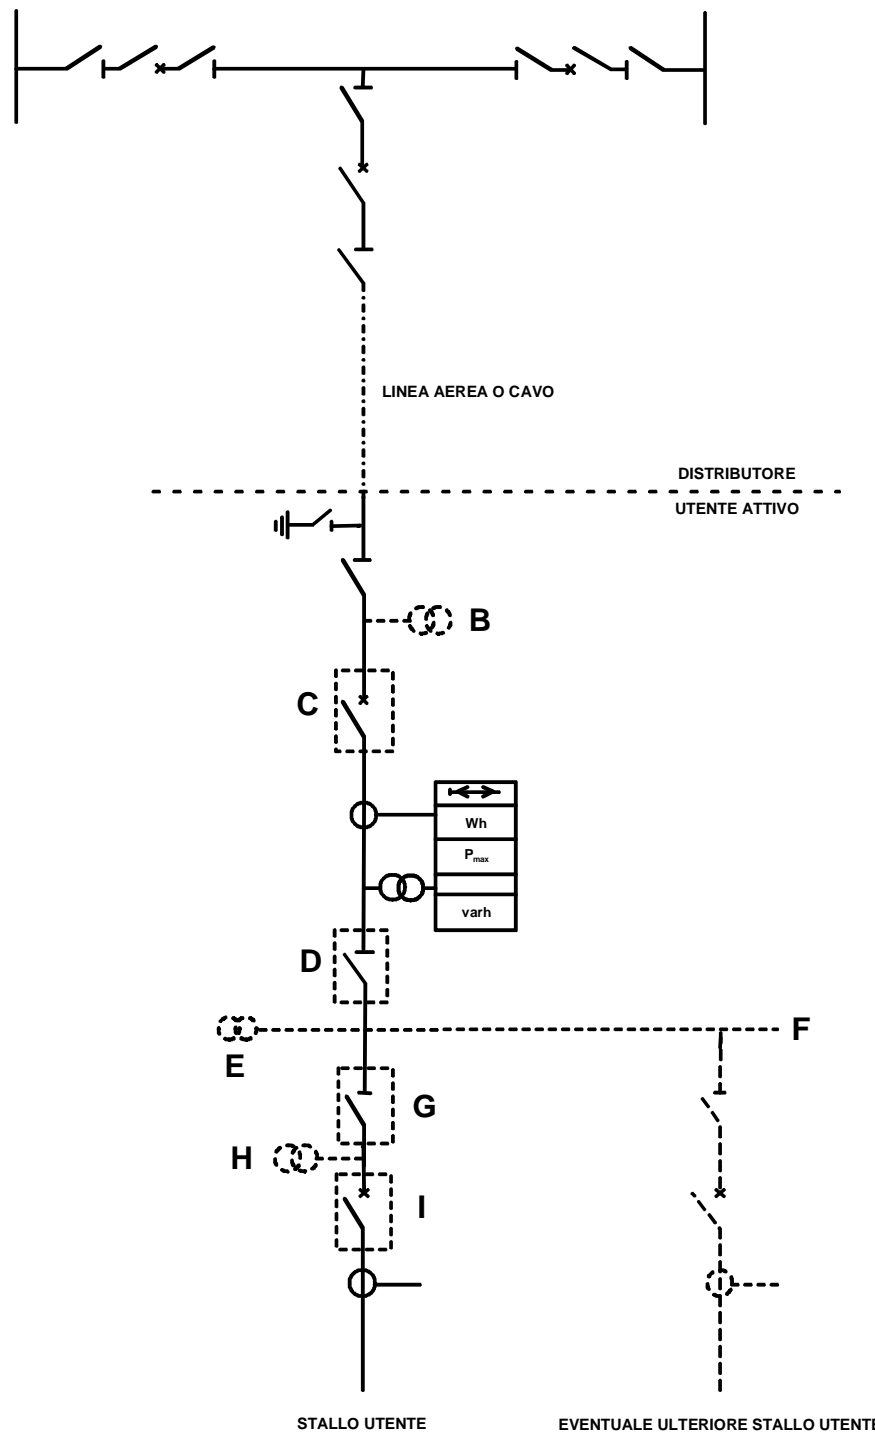 LINEA AEREA O CAVO
DISTRIBUTORE
UTENTE ATTIVO
B
C
Wh
Pmax
varh
D
F
E
G
H
I
STALLO UTENTE
EVENTUALE ULTERIORE STALLO UTENTE